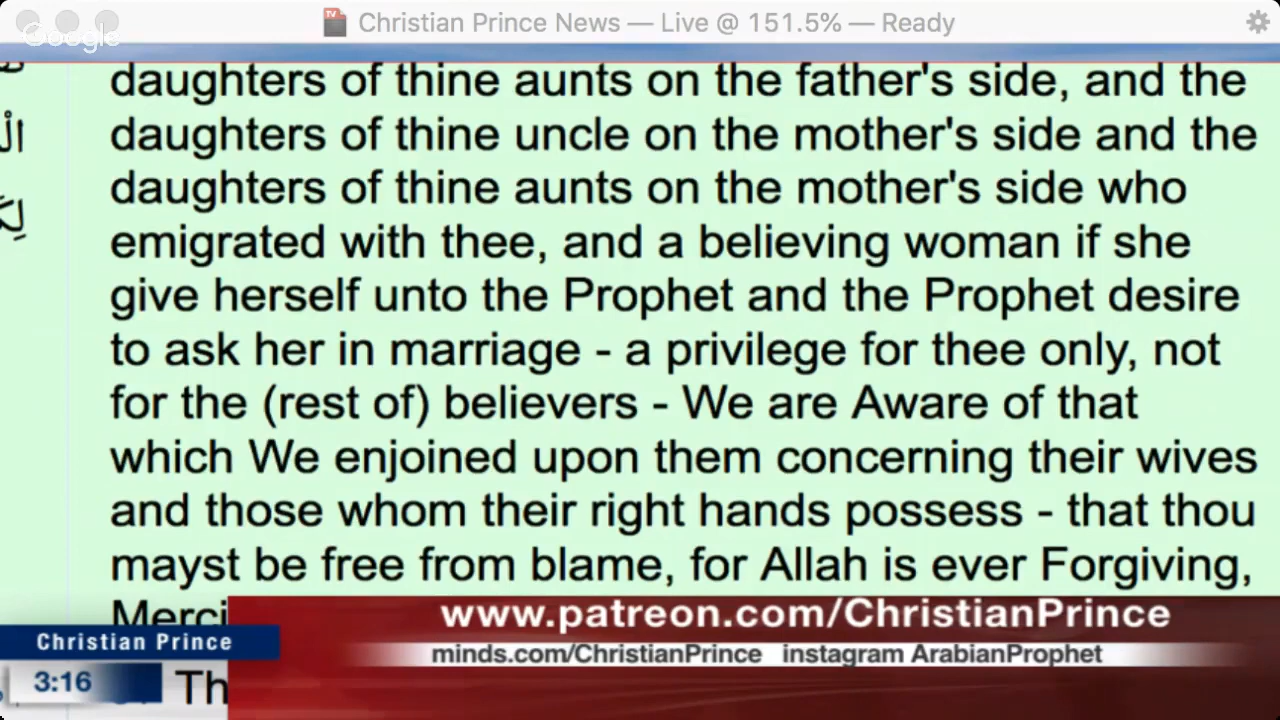 Google
Christian Prince News — Live @ 151.5% — Ready
daughters of thine aunts on the father's side, and the
daughters of thine uncle on the mother's side and the
daughters of thine aunts on the mother's side who
emigrated with thee, and a believing woman if she
give herself unto the Prophet and the Prophet desire
to ask her in marriage - a privilege for thee only, not
for the (rest of) believers - We are Aware of that
which We enjoined upon them concerning their wives
and those whom their right hands possess - that thou
mayst be free from blame, for Allah is ever Forgiving,
Merci
www.patreon.com/ChristianPrince
Christian Prince
minds.com/ChristianPrince instagram ArabianProphet
3:16
Th